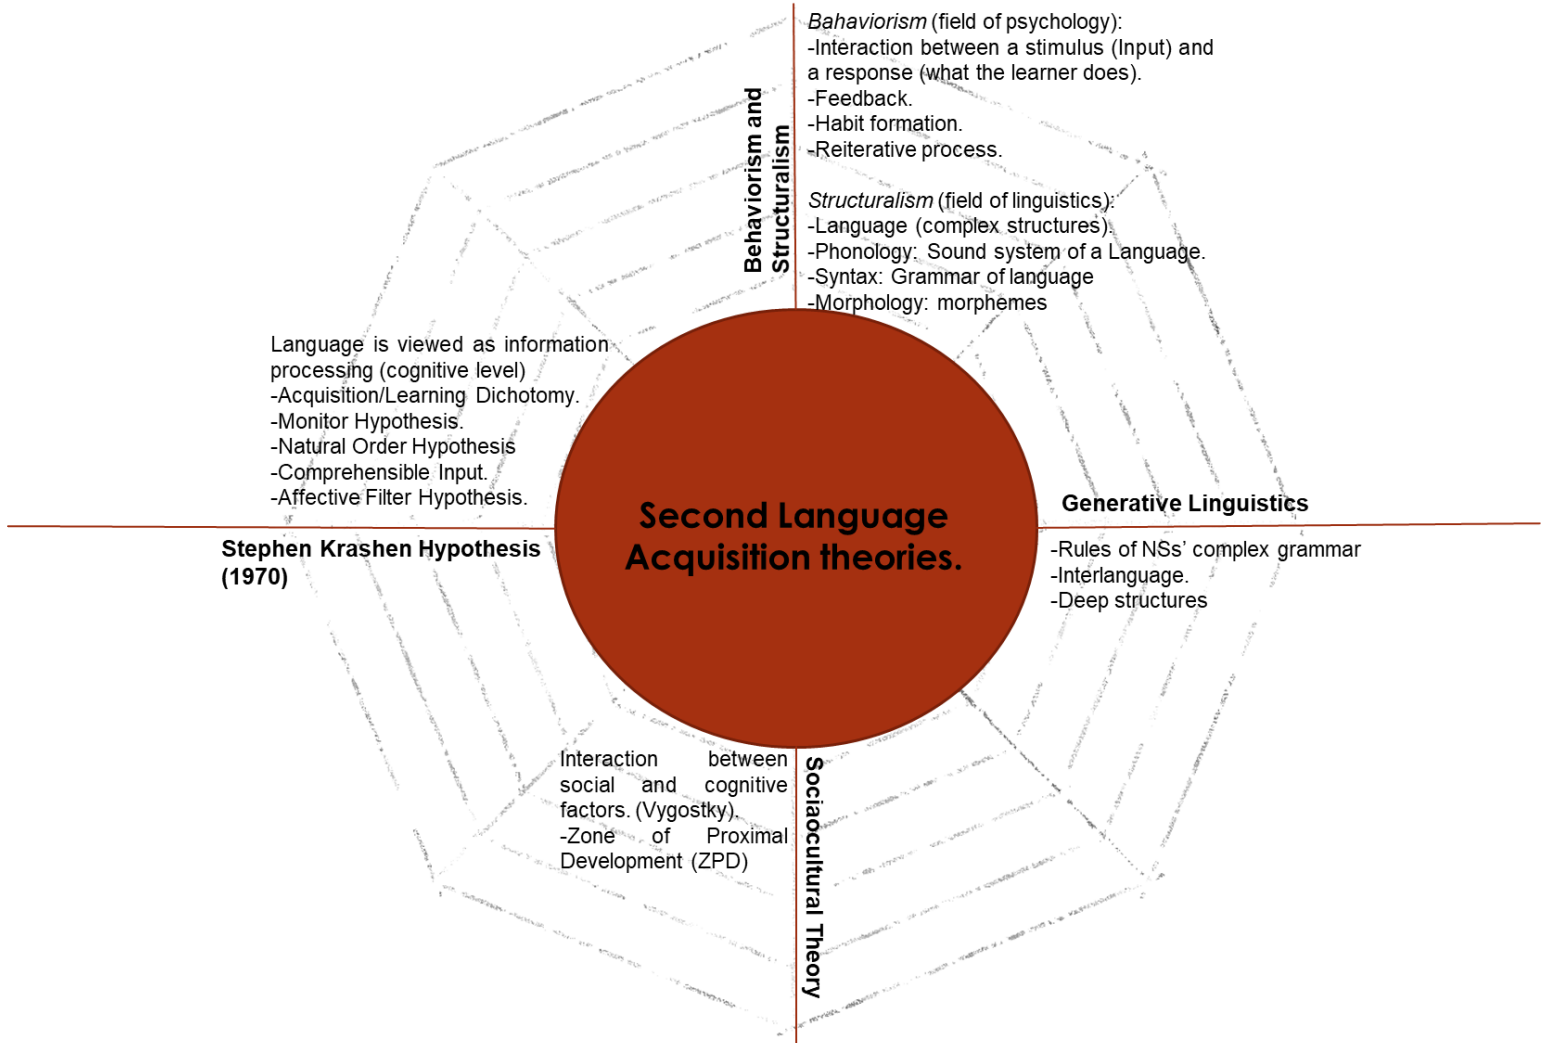 Behaviorism and
Structuralism
Bahaviorism (field of psychology):
-Interaction between a stimulus (Input) and
a response (what the learner does).
-Feedback.
-Habit formation.
-Reiterative process.
Structuralism (field of linguistics):
-Language (complex structures).
-Phonology: Sound system of a Language.
-Syntax: Grammar of language
-Morphology: morphemes
Language is viewed as information
processing (cognitive level)
-Acquisition/Learning Dichotomy.
-Monitor Hypothesis.
-Natural Order Hypothesis
-Comprehensible Input.
-Affective Filter Hypothesis.
Stephen Krashen Hypothesis
(1970)
Second Language
Acquisition theories.
Generative Linguistics
-Rules of NSs’ complex grammar
-Interlanguage.
-Deep structures
Interaction between
social and cognitive
factors. (Vygostky).
-Zone of Proximal
Development (ZPD)
Sociaocultural Theory